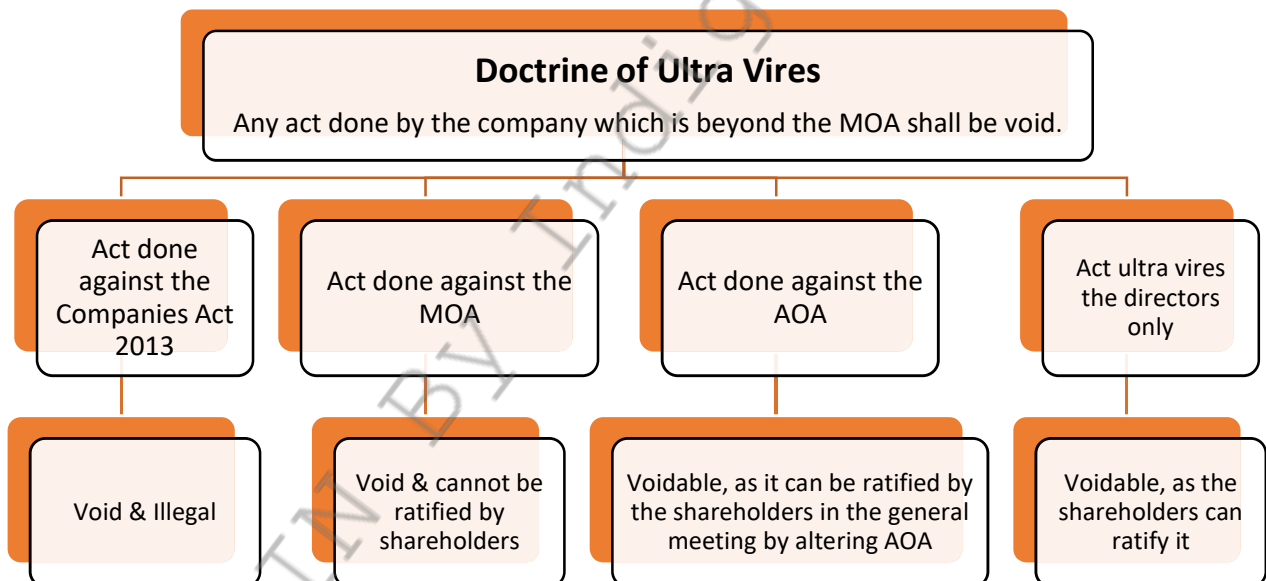 Doctrine of Ultra Vires
Any act done by the company which is beyond the MOA shall be void.
Act done
against the
Companies Act
2013
Act done against the
MOA
Act done against the
AOA
Act ultra vires
the directors
only
Void & Illegal
Void & cannot be
ratified by
shareholders
Voidable, as it can be ratified by
the shareholders in the general
meeting by altering AOA
Voidable, as the
shareholders can
ratify it
IN By Indig